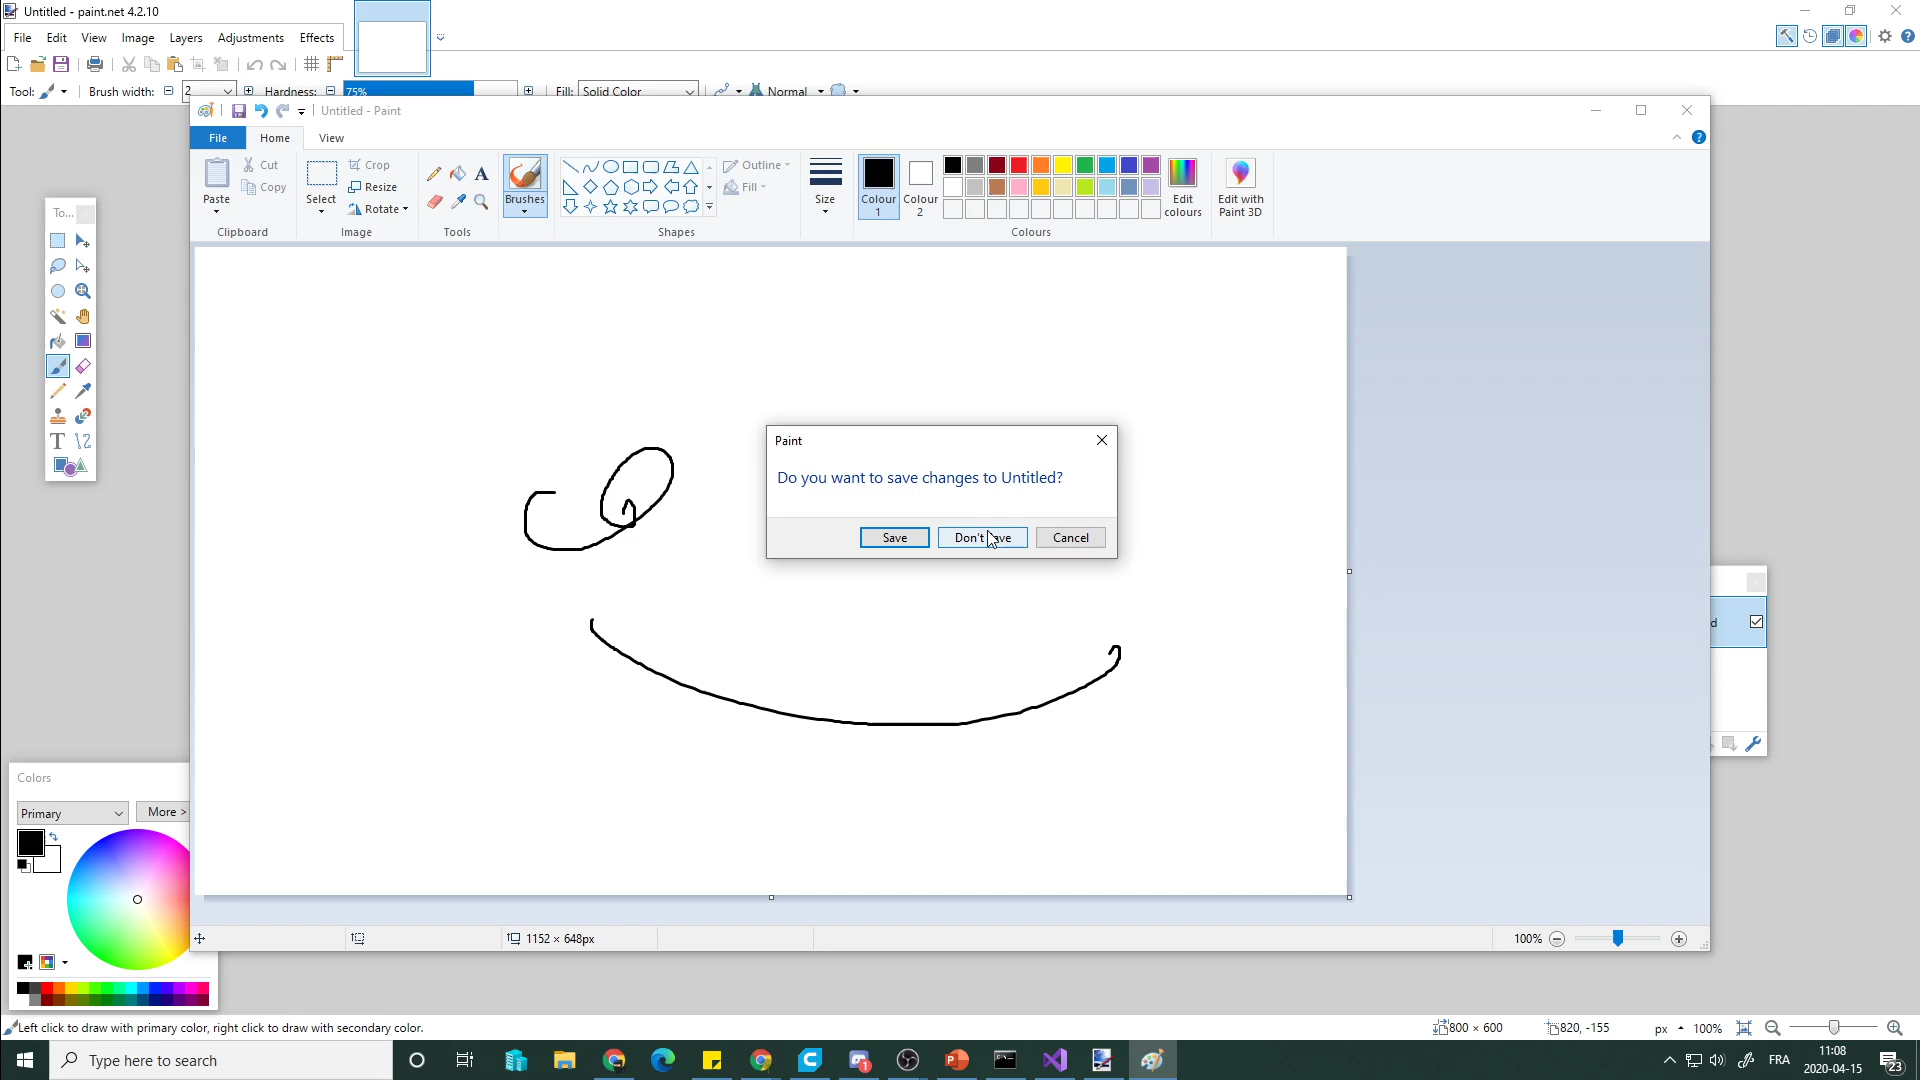 Untitled - paint.net 4.2.10
File Edit View Image Layers Adjustments Effects
Tool: Brush width: 2 Hardness: 75% Fill: Solid Color Normal
Untitled - Paint
File Home View
Paste
Cut
Copy
Clipboard
Select
Crop
Resize
Rotate
Image
Tools
Brushes
Shapes
Outline
Fill
Size
Colour 1
Colour 2
Edit colours
Colours
Edit with Paint 3D
To...
Paint
Do you want to save changes to Untitled?
Save Don't Cancel
d
Colors
Primary More >
1152 × 648px
100%
Left click to draw with primary color, right click to draw with secondary color.
800 × 600 820, -155 px 100%
Type here to search
1
FRA
11:08
2020-04-15
23